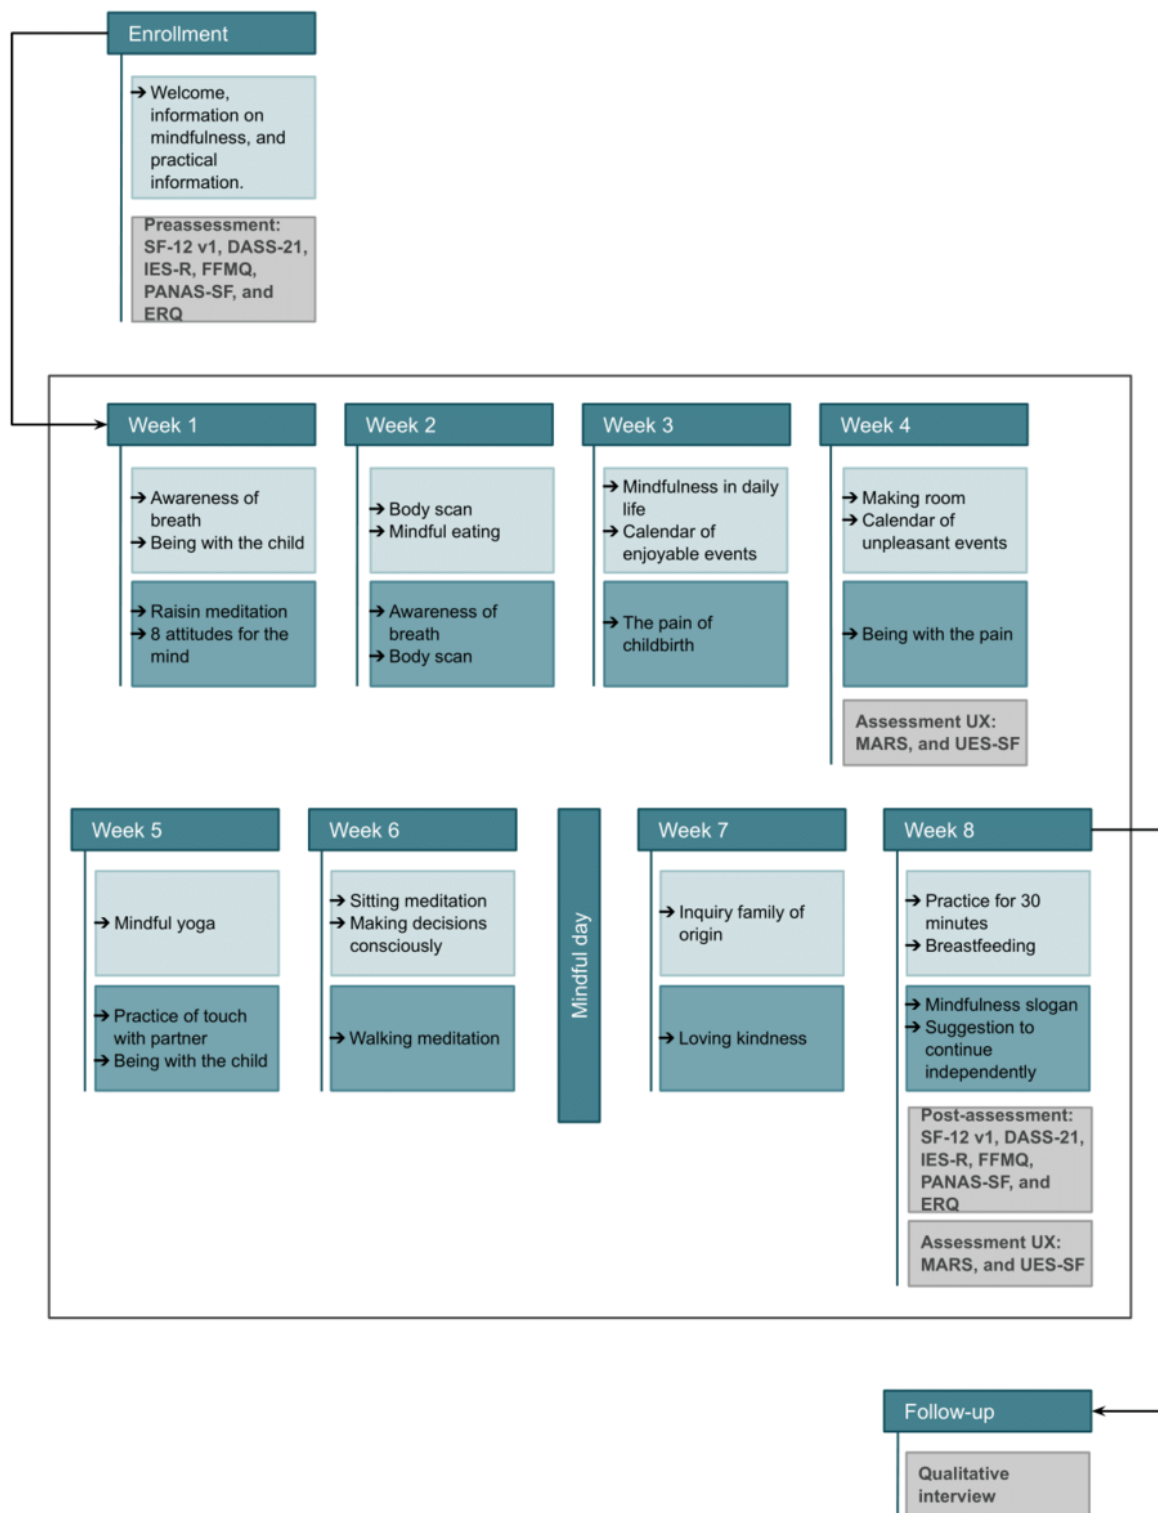 Enrollment
➔ Welcome,
information on
mindfulness, and
practical
information.
Preassessment:
SF-12 v1, DASS-21,
IES-R, FFMQ,
PANAS-SF, and
ERQ
Week 1
➔ Awareness of
breath
➔ Being with the child
➔ Raisin meditation
➔ 8 attitudes for the
mind
Week 2
➔ Body scan
➔ Mindful eating
➔ Awareness of
breath
➔ Body scan
Week 3
➔ Mindfulness in daily
life
➔ Calendar of
enjoyable events
➔ The pain of
childbirth
Week 4
➔ Making room
➔ Calendar of
unpleasant events
➔ Being with the pain
Assessment UX:
MARS, and UES-SF
Week 5
➔ Mindful yoga
➔ Practice of touch
with partner
➔ Being with the child
Week 6
➔ Sitting meditation
➔ Making decisions
consciously
➔ Walking meditation
Mindful day
Week 7
➔ Inquiry family of
origin
➔ Loving kindness
Week 8
➔ Practice for 30
minutes
➔ Breastfeeding
➔ Mindfulness slogan
➔ Suggestion to
continue
independently
Post-assessment:
SF-12 v1, DASS-21,
IES-R, FFMQ,
PANAS-SF, and
ERQ
Assessment UX:
MARS, and UES-SF
Follow-up
Qualitative
interview